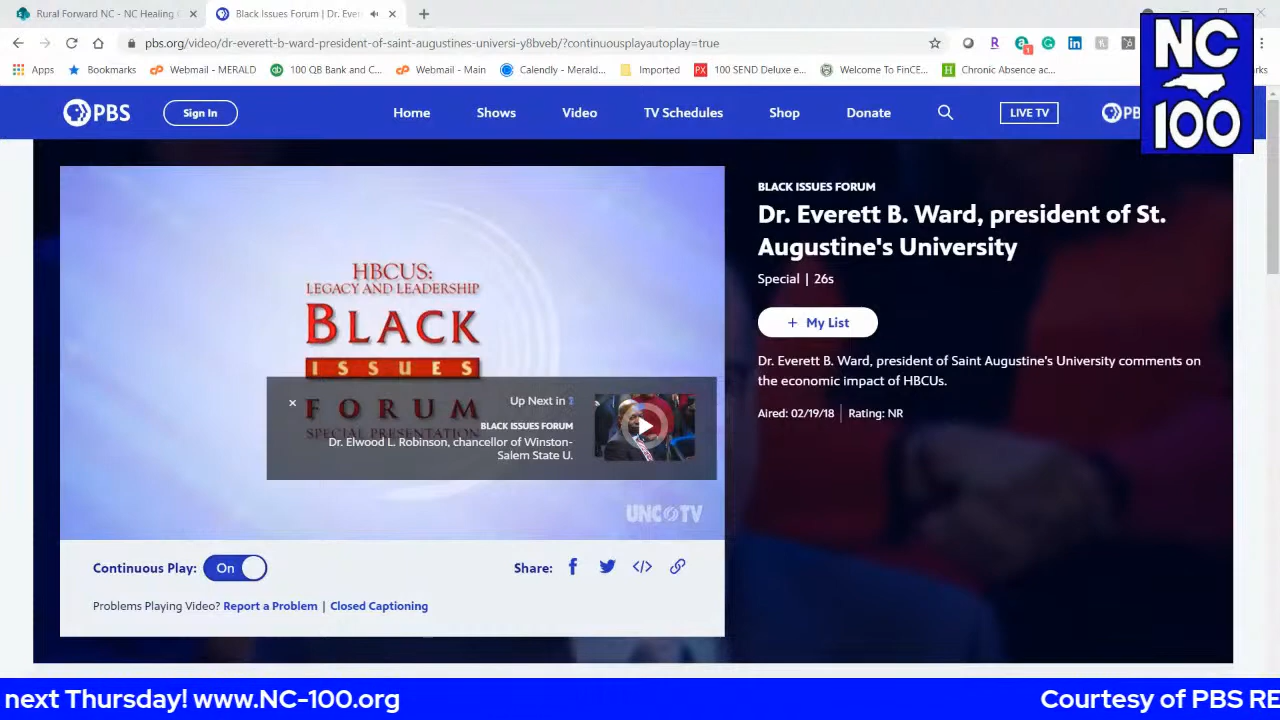 Rural Forward NC - NC Healing
Black Issues Forum | Dr. Ever
pbs.org/video/dr-everett-b-ward-president-of-saint-augustines-universi-y8bveb/?continuousplayautoplay=true
Apps
Bookmarks
Webmail - MERALD
100 QB Bank and C...
Webmail - Main
Calendly - Merald...
Imported
100 SEND Deluxe e...
Welcome To FinCE...
Chronic Absence ac...
NC
100
PBS
Sign In
Home
Shows
Video
TV Schedules
Shop
Donate
LIVE TV
PB
HBCUS:
LEGACY AND LEADERSHIP
BLACK
ISSUES
FORUM
SPECIAL PRESENTATION
Up Next in
BLACK ISSUES FORUM
Dr. Elwood L. Robinson, chancellor of Winston-
Salem State U.
UNC TV
BLACK ISSUES FORUM
Dr. Everett B. Ward, president of St.
Augustine's University
Special | 26s
+ My List
Dr. Everett B. Ward, president of Saint Augustine's University comments on
the economic impact of HBCUs.
Aired: 02/19/18 | Rating: NR
Continuous Play: On
Share:
Problems Playing Video? Report a Problem | Closed Captioning
next Thursday! www.NC-100.org
Courtesy of PBS RE